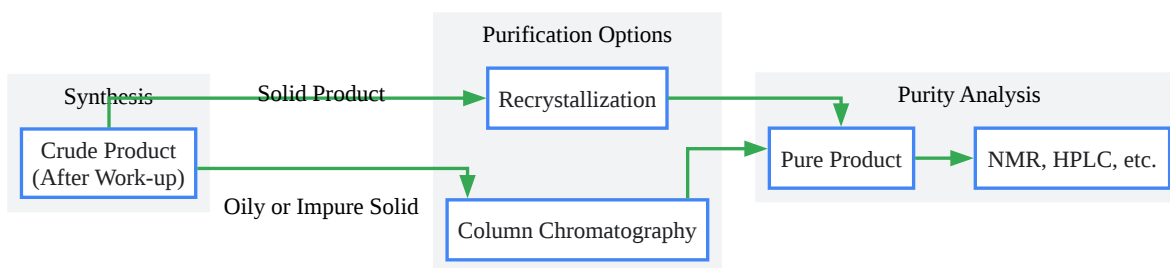 Purification Options
Synthesis
Solid Product
Recrystallization
Purity Analysis
Crude Product
(After Work-up)
Pure Product
NMR, HPLC, etc.
Oily or Impure Solid
Column Chromatography